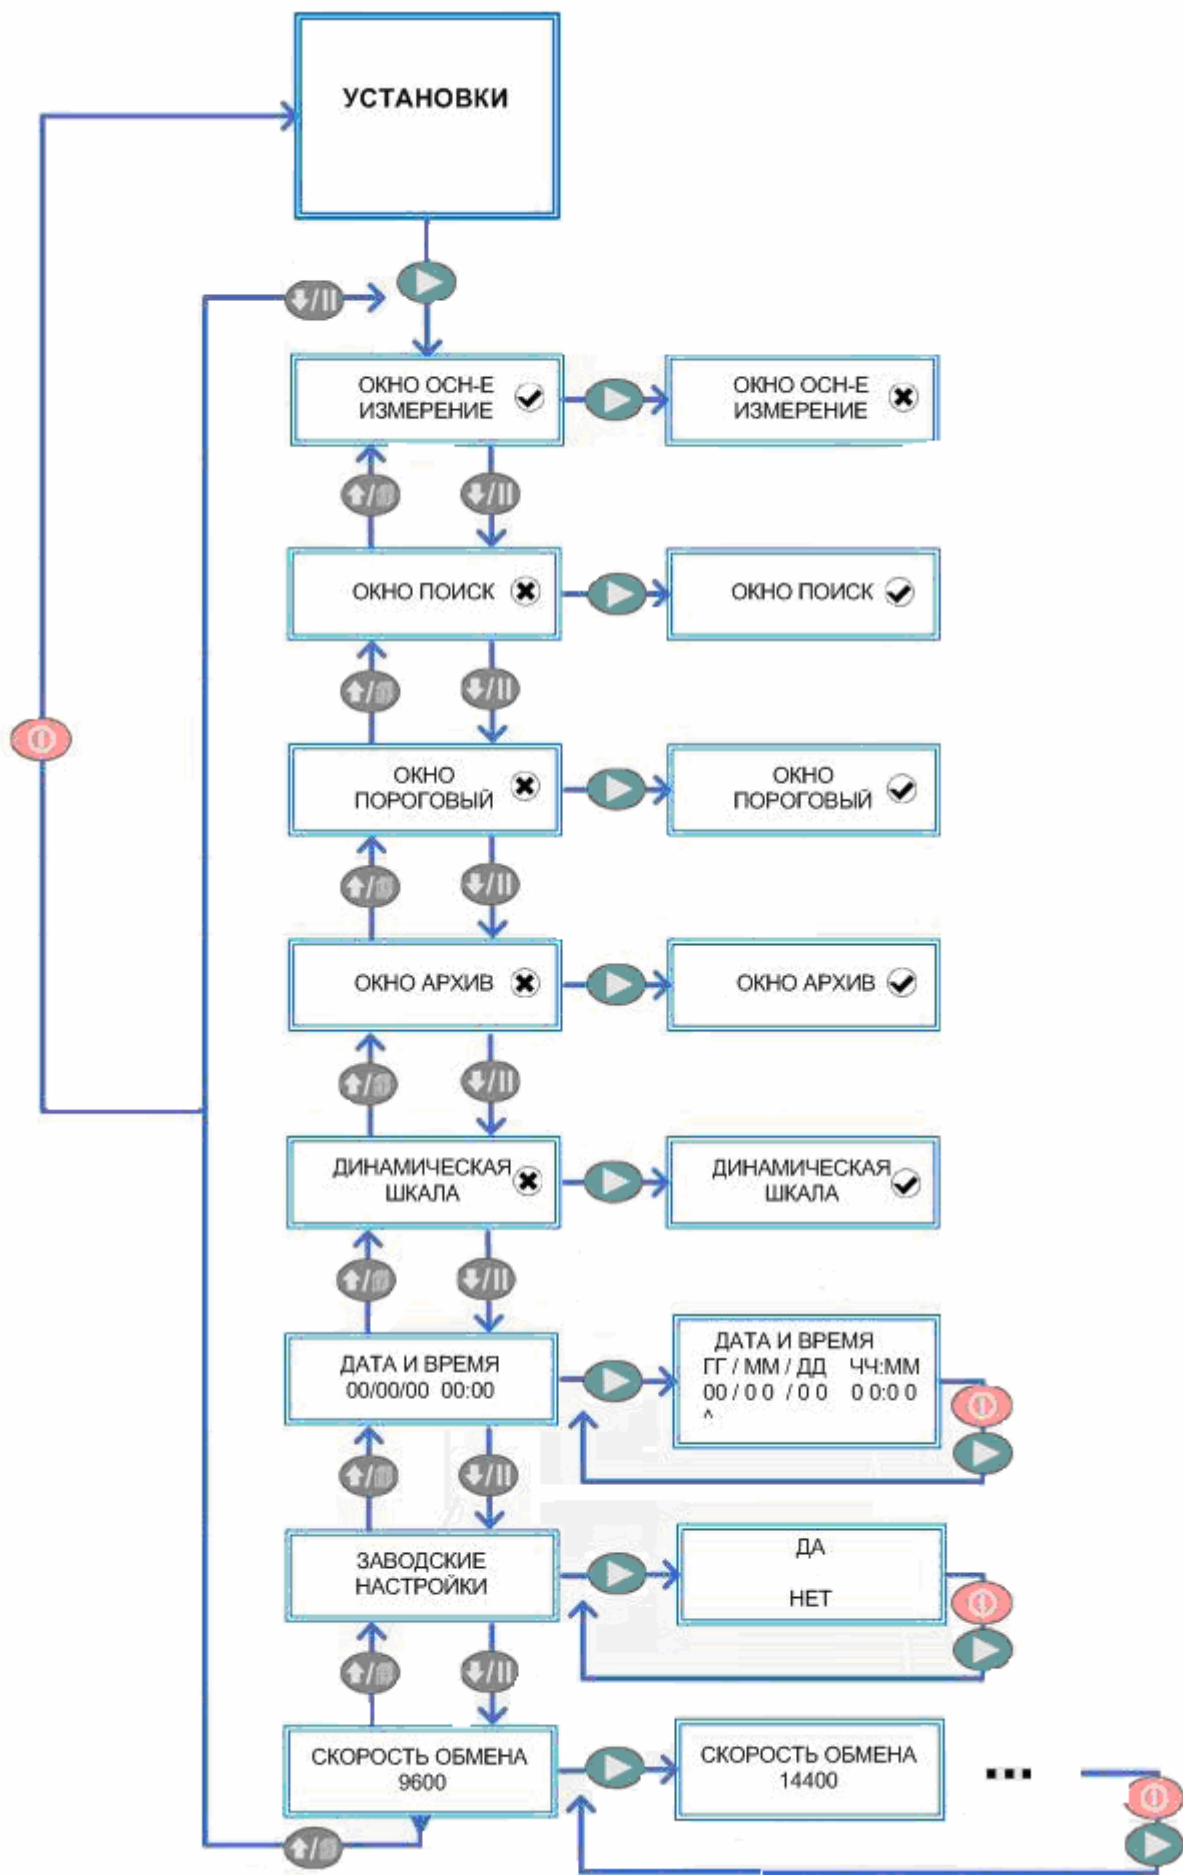 УСТАНОВКИ
ОКНО ОСН-Е
ИЗМЕРЕНИЕ
ОКНО ОСН-Е
ИЗМЕРЕНИЕ
ОКНО ПОИСК
ОКНО ПОИСК
ОКНО
ПОРОГОВЫЙ
ОКНО
ПОРОГОВЫЙ
ОКНО АРХИВ
ОКНО АРХИВ
ДИНАМИЧЕСКАЯ
ШКАЛА
ДИНАМИЧЕСКАЯ
ШКАЛА
ДАТА И ВРЕМЯ
00/00/00 00:00
ДАТА И ВРЕМЯ
ГГ / ММ / ДД ЧЧ:ММ
00 / 0 0 / 0 0 0 0:0 0
^
ЗАВОДСКИЕ
НАСТРОЙКИ
ДА
НЕТ
СКОРОСТЬ ОБМЕНА
9600
СКОРОСТЬ ОБМЕНА
14400
...